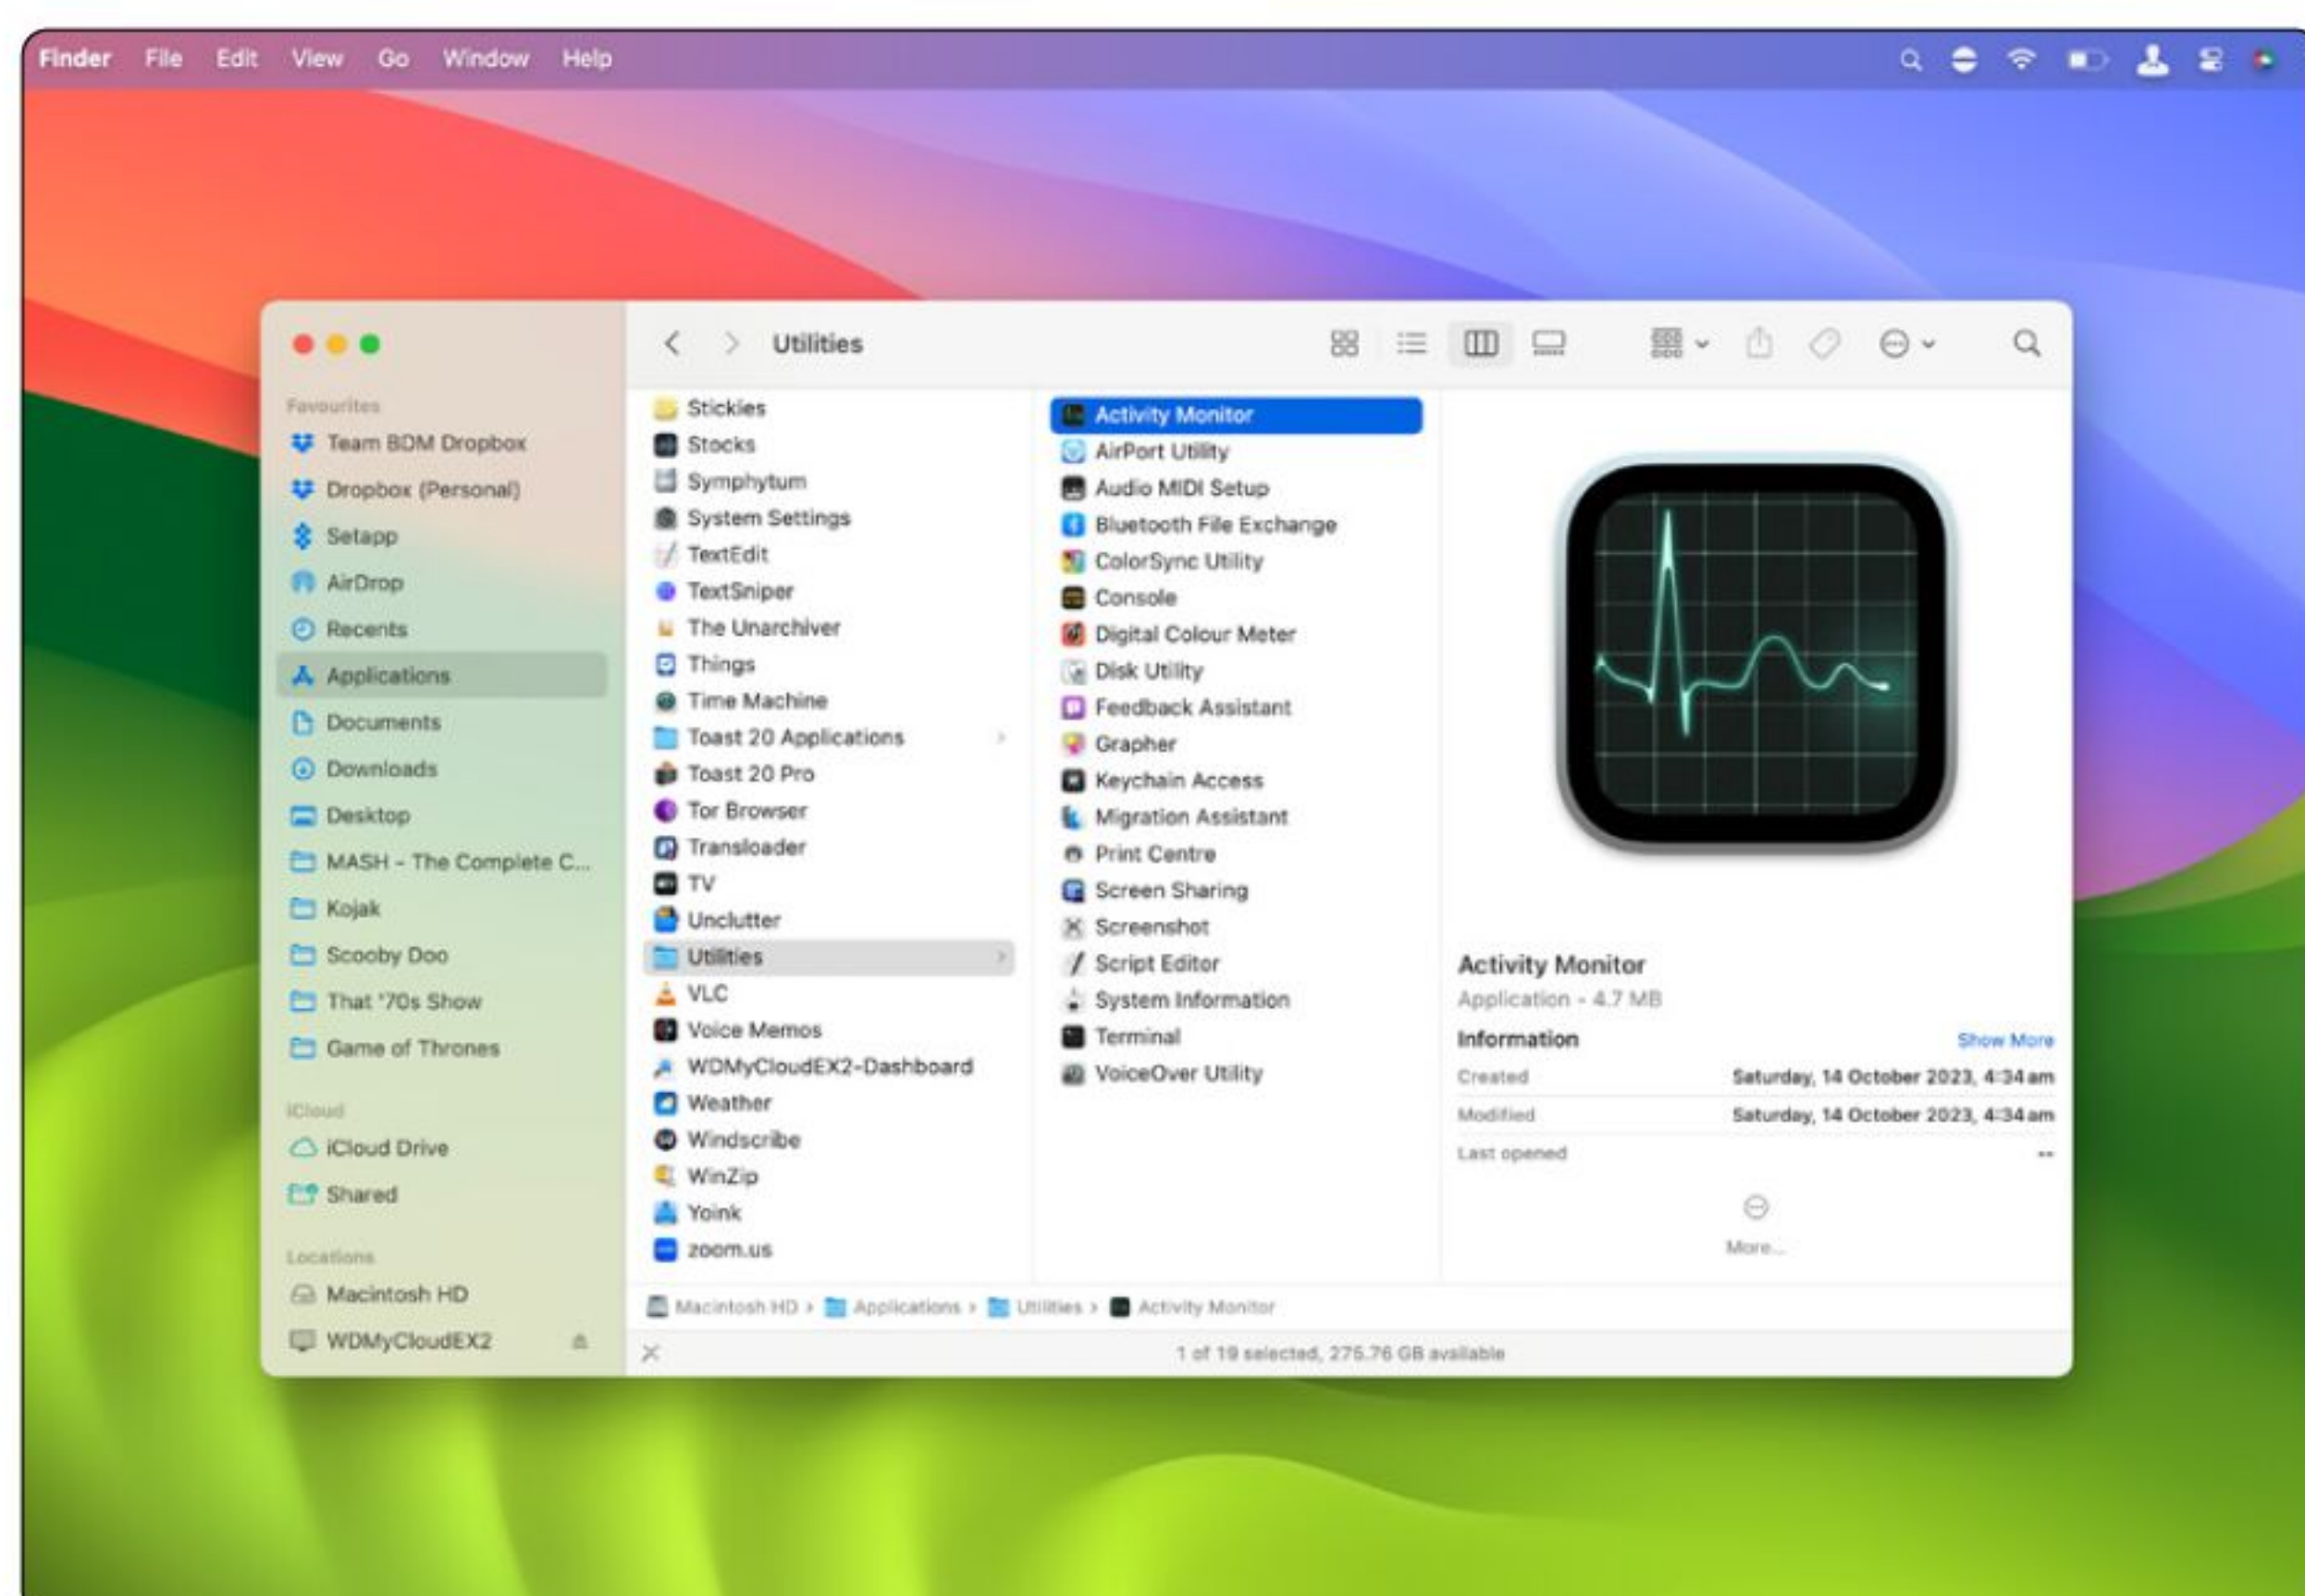 Finder File Edit View Go Window Help
Utilities
Favourites
Team BDM Dropbox
Dropbox (Personal)
Setapp
AirDrop
Recents
Applications
Documents
Downloads
Desktop
MASH - The Complete C...
Kojak
Scooby Doo
That '70s Show
Game of Thrones
iCloud
iCloud Drive
Shared
Locations
Macintosh HD
WDMyCloudEX2
Stickies
Stocks
Symphytum
System Settings
TextEdit
TextSniper
The Unarchiver
Things
Time Machine
Toast 20 Applications
Toast 20 Pro
Tor Browser
Transloader
TV
Unclutter
Utilities
VLC
Voice Memos
WDMyCloudEX2-Dashboard
Weather
Windscribe
WinZip
Yoink
zoom.us
Activity Monitor
AirPort Utility
Audio MIDI Setup
Bluetooth File Exchange
ColorSync Utility
Console
Digital Colour Meter
Disk Utility
Feedback Assistant
Grapher
Keychain Access
Migration Assistant
Print Centre
Screen Sharing
Screenshot
Script Editor
System Information
Terminal
VoiceOver Utility
Activity Monitor
Application - 4.7 MB
Information Show More
Created Saturday, 14 October 2023, 4:34 am
Modified Saturday, 14 October 2023, 4:34 am
Last opened --
More...
Macintosh HD › Applications › Utilities › Activity Monitor
1 of 19 selected, 275.76 GB available